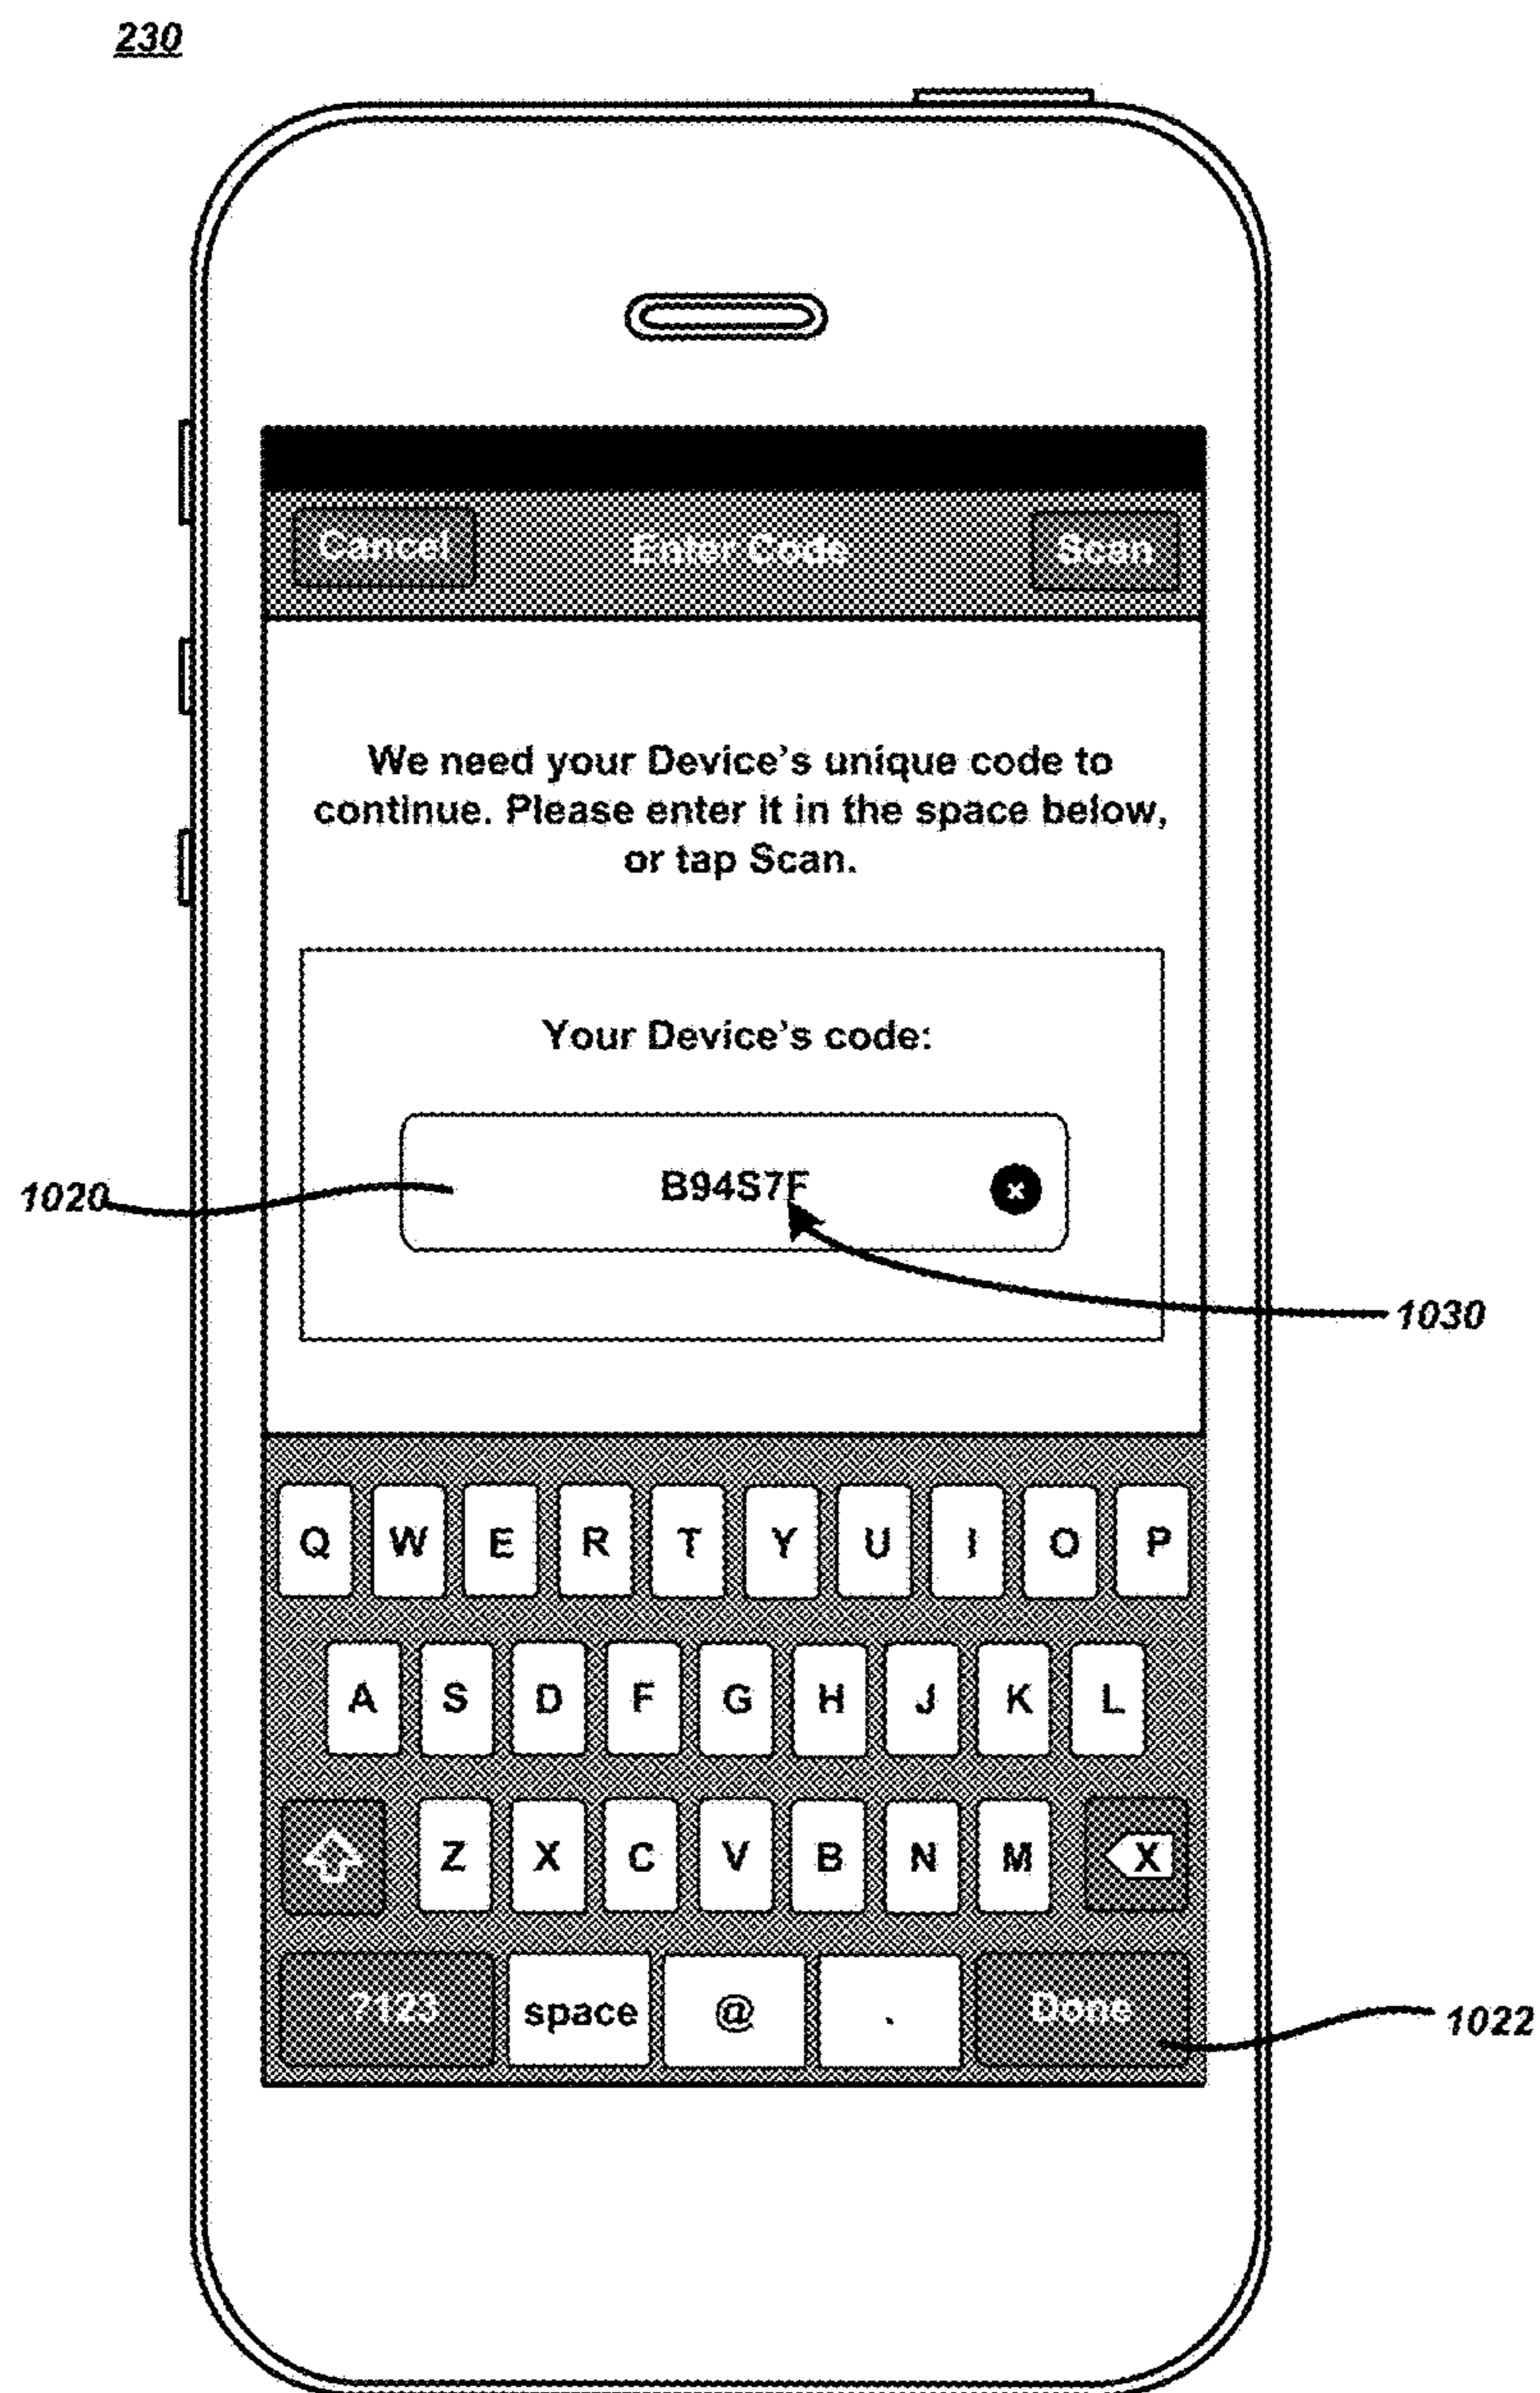 230
Cancel Enter Code Scan
We need your Device's unique code to
continue. Please enter it in the space below,
or tap Scan.
Your Device's code:
1020 B94S7F x
1030
Q W E R T Y U I O P
A S D F G H J K L
Z X C V B N M X
.?123 space @ . Done
1022